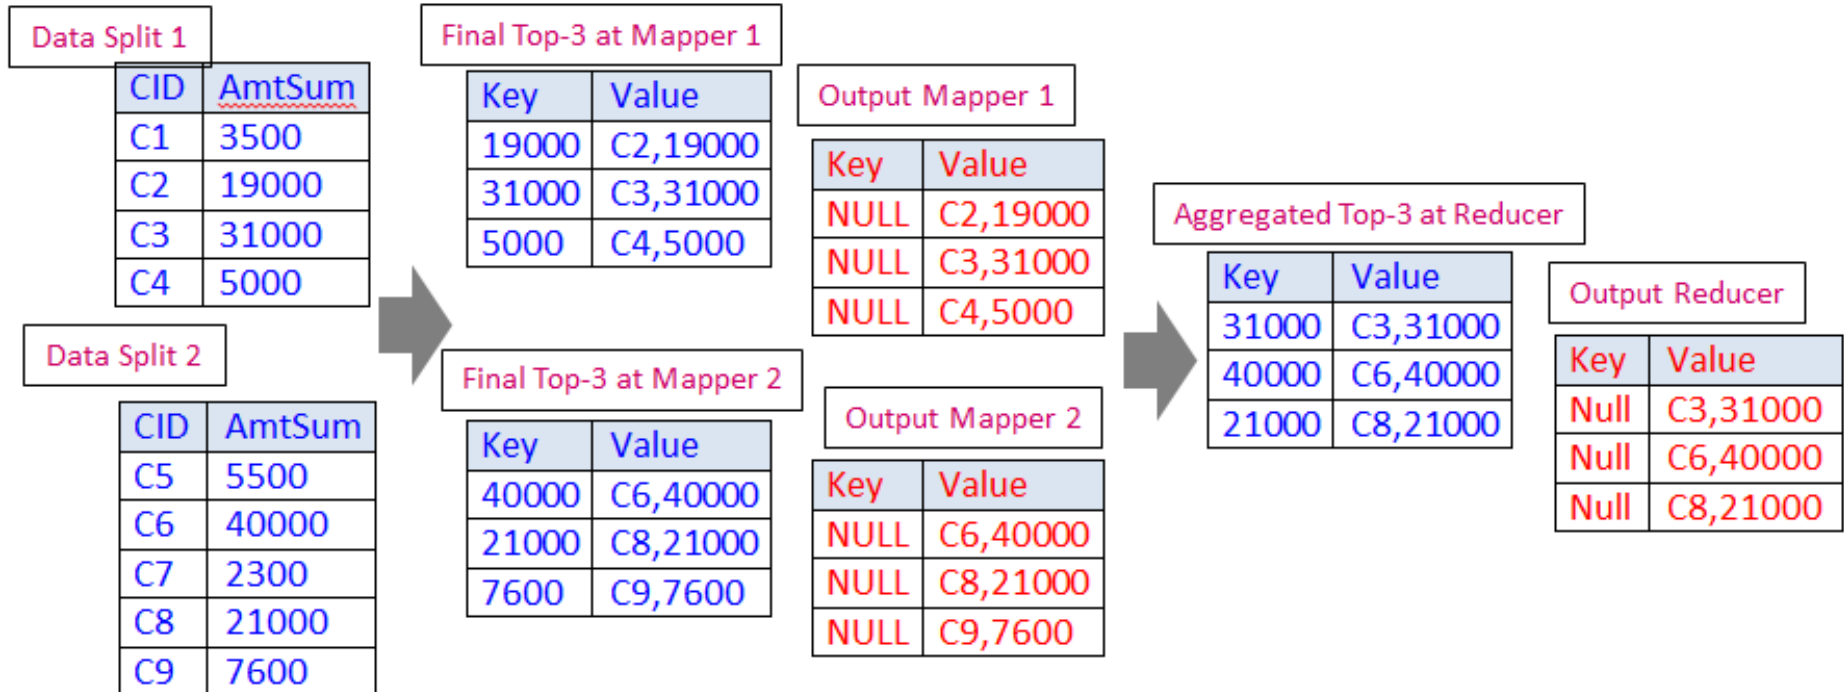 Data Split 1
CID AmtSum
C1 3500
C2 19000
C3 31000
C4 5000
Data Split 2
CID AmtSum
C5 5500
C6 40000
C7 2300
C8 21000
C9 7600
Final Top-3 at Mapper 1
Key Value
19000 C2,19000
31000 C3,31000
5000 C4,5000
Output Mapper 1
Key Value
NULL C2,19000
NULL C3,31000
NULL C4,5000
Final Top-3 at Mapper 2
Key Value
40000 C6,40000
21000 C8,21000
7600 C9,7600
Output Mapper 2
Key Value
NULL C6,40000
NULL C8,21000
NULL C9,7600
Aggregated Top-3 at Reducer
Key Value
31000 C3,31000
40000 C6,40000
21000 C8,21000
Output Reducer
Key Value
Null C3,31000
Null C6,40000
Null C8,21000